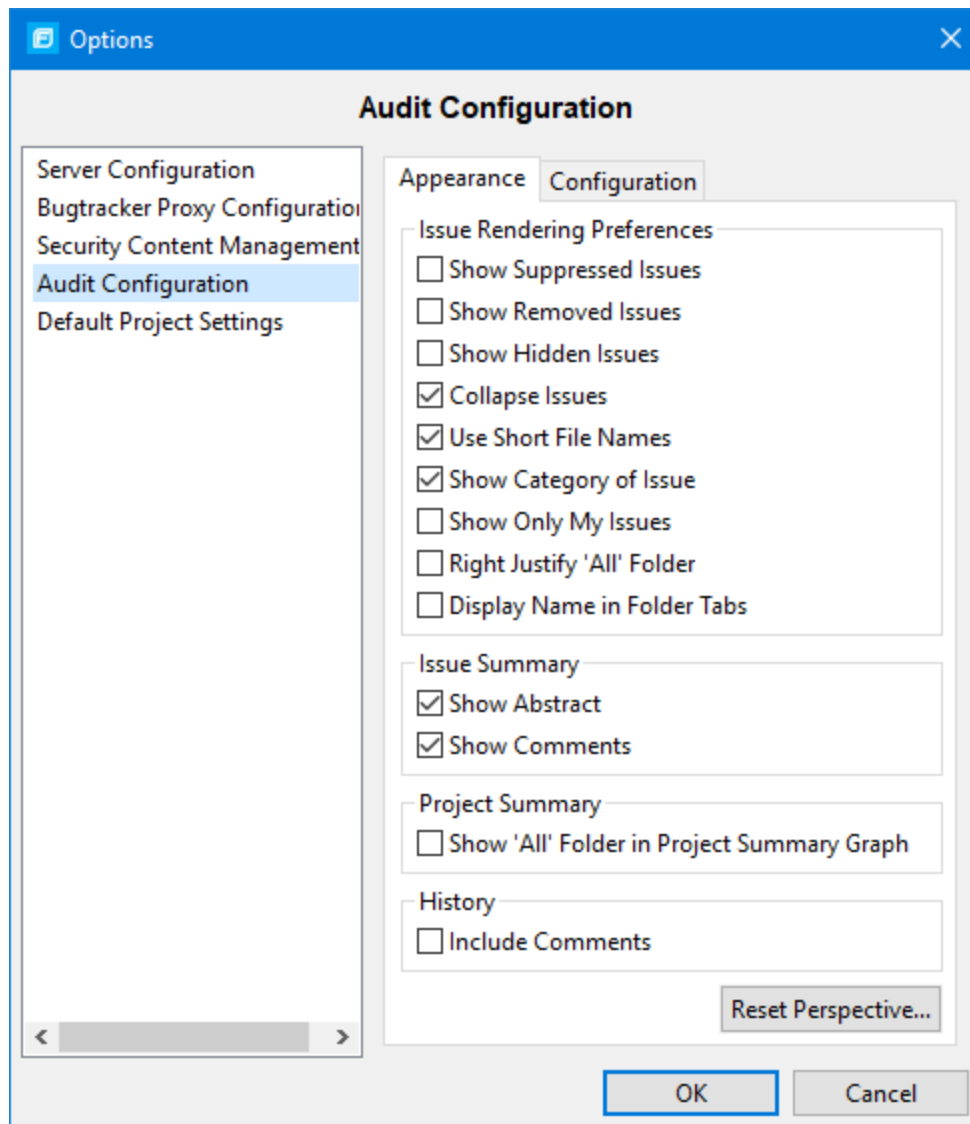 Options
Audit Configuration
Server Configuration
Bugtracker Proxy Configuration
Security Content Management
Audit Configuration
Default Project Settings
Appearance
Configuration
Issue Rendering Preferences
Show Suppressed Issues
Show Removed Issues
Show Hidden Issues
Collapse Issues
Use Short File Names
Show Category of Issue
Show Only My Issues
Right Justify 'All' Folder
Display Name in Folder Tabs
Issue Summary
Show Abstract
Show Comments
Project Summary
Show 'All' Folder in Project Summary Graph
History
Include Comments
Reset Perspective...
OK
Cancel